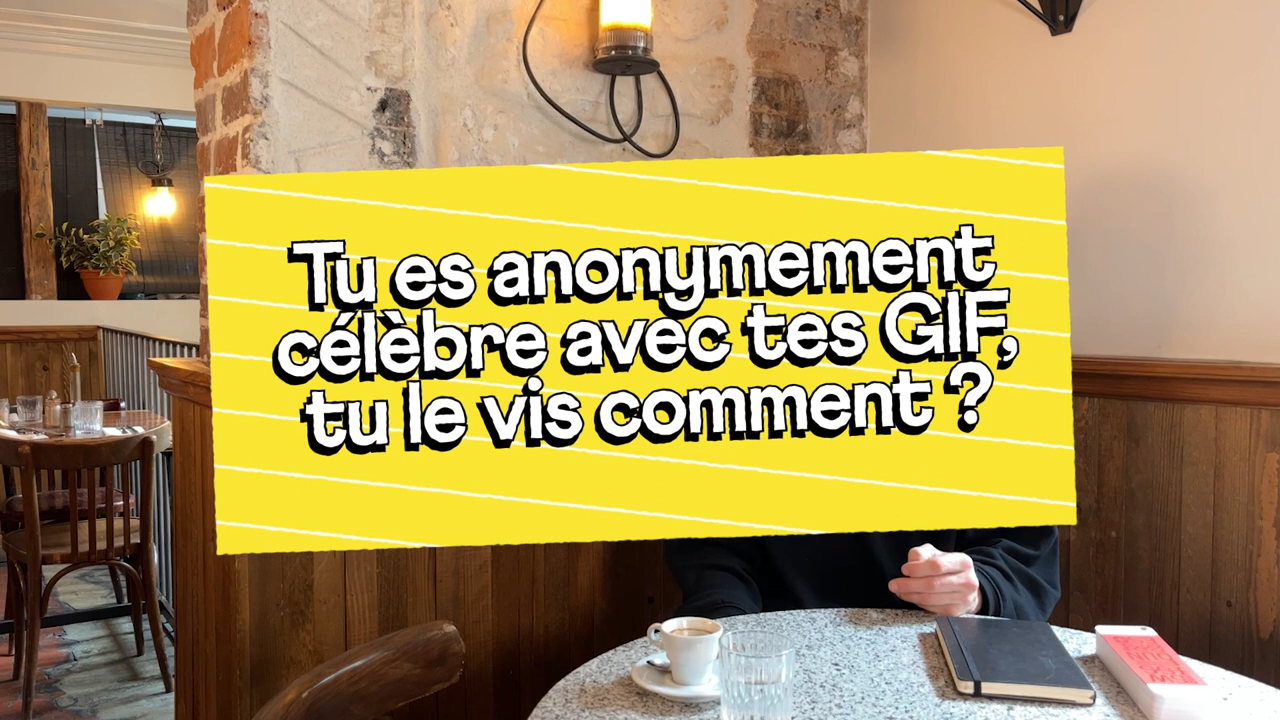 Tu es anonymement
célèbre avec tes GIF,
tu le vis comment ?